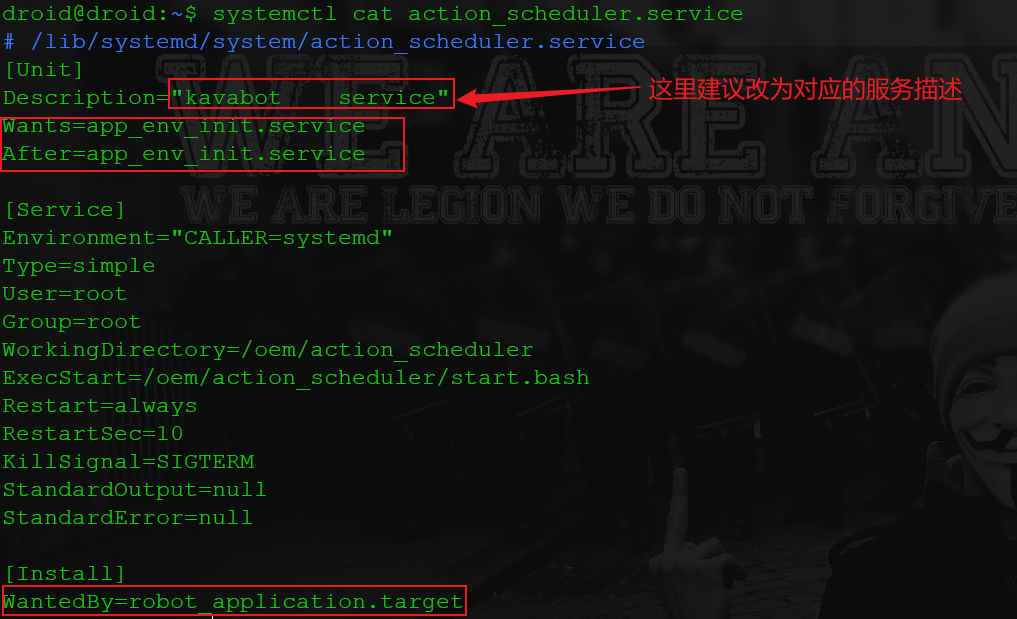 droid@droid:~$ systemctl cat action_scheduler.service
# /lib/systemd/system/action_scheduler.service
[Unit]
Description="kavabot    service"
这里建议改为对应的服务描述
Wants=app_env_init.service
After=app_env_init.service
WE ARE AN
WE ARE LEGION WE DO NOT FORGIVE
[Service]
Environment="CALLER=systemd"
Type=simple
User=root
Group=root
WorkingDirectory=/oem/action_scheduler
ExecStart=/oem/action_scheduler/start.bash
Restart=always
RestartSec=10
KillSignal=SIGTERM
StandardOutput=null
StandardError=null
[Install]
WantedBy=robot_application.target